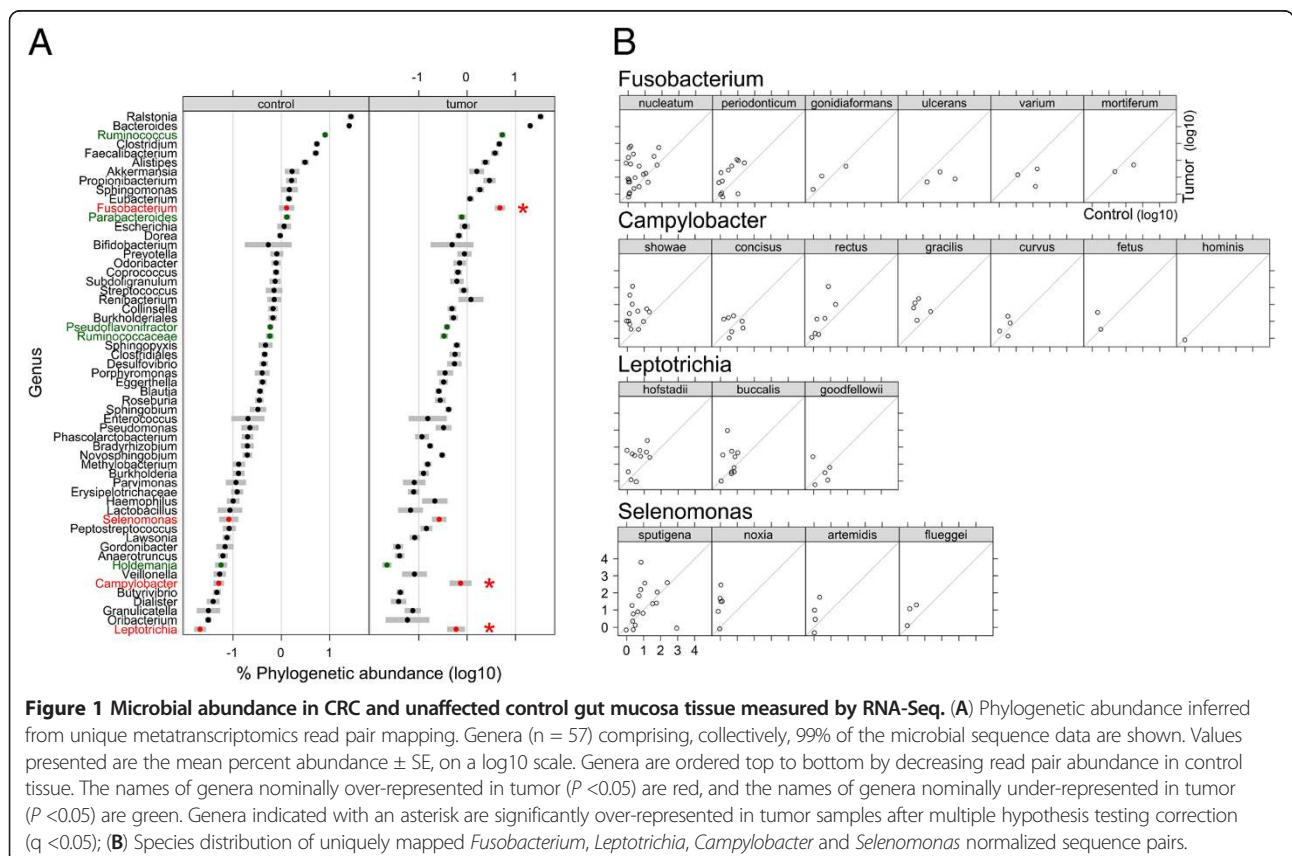 A
-1 0 1
control tumor
Genus
Ralstonia
Bacteroides
Ruminococcus
Clostridium
Faecalibacterium
Alistipes
Akkermansia
Propionibacterium
Sphingomonas
Eubacterium
Fusobacterium
*
Parabacteroides
Escherichia
Dorea
Bifidobacterium
Prevotella
Odoribacter
Coprococcus
Subdoligranulum
Streptococcus
Renibacterium
Collinsella
Burkholderiales
Pseudoflavonifractor
Ruminococcaceae
Sphingopyxis
Clostridiales
Desulfovibrio
Porphyromonas
Eggerthella
Blautia
Roseburia
Sphingobium
Enterococcus
Pseudomonas
Phascolarctobacterium
Bradyrhizobium
Novosphingobium
Methylobacterium
Burkholderia
Parvimonas
Erysipelotrichaceae
Haemophilus
Lactobacillus
Selenomonas
Peptostreptococcus
Lawsonia
Gordonibacter
Anaerotruncus
Holdemania
Veillonella
Campylobacter
*
Butyrivibrio
Dialister
Granulicatella
Oribacterium
Leptotrichia
*
-1 0 1
% Phylogenetic abundance (log10)
B
Fusobacterium
nucleatum periodonticum gonidiaformans ulcerans varium mortiferum
Tumor (log10)
Control (log10)
Campylobacter
showae concisus rectus gracilis curvus fetus hominis
Leptotrichia
hofstadii buccalis goodfellowii
Selenomonas
sputigena noxia artemidis flueggei
4
3
2
1
0
0 1 2 3 4
Figure 1 Microbial abundance in CRC and unaffected control gut mucosa tissue measured by RNA-Seq. (A) Phylogenetic abundance inferred
from unique metatranscriptomics read pair mapping. Genera (n = 57) comprising, collectively, 99% of the microbial sequence data are shown. Values
presented are the mean percent abundance ± SE, on a log10 scale. Genera are ordered top to bottom by decreasing read pair abundance in control
tissue. The names of genera nominally over-represented in tumor (P <0.05) are red, and the names of genera nominally under-represented in tumor
(P <0.05) are green. Genera indicated with an asterisk are significantly over-represented in tumor samples after multiple hypothesis testing correction
(q <0.05); (B) Species distribution of uniquely mapped Fusobacterium, Leptotrichia, Campylobacter and Selenomonas normalized sequence pairs.